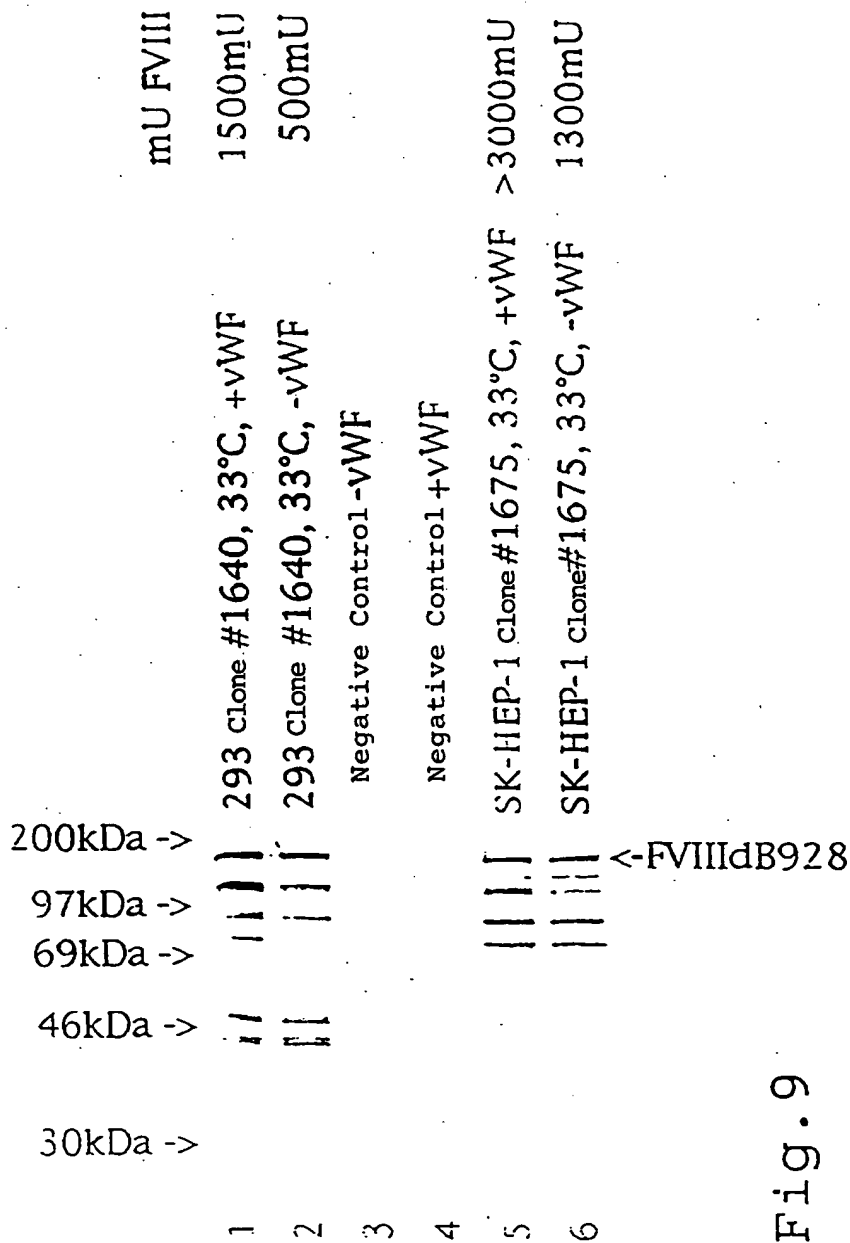 mU FVIII
293 Clone #1640, 33°C, +vWF 1500mU
293 Clone #1640, 33°C, -vWF 500mU
Negative Control-vWF
Negative Control+vWF
SK-HEP-1 Clone#1675, 33°C, +vWF >3000mU
SK-HEP-1 Clone#1675, 33°C, -vWF 1300mU
200kDa ->
<-FVIIIdB928
97kDa ->
69kDa ->
46kDa ->
30kDa ->
1
2
3
4
5
6
Fig.9